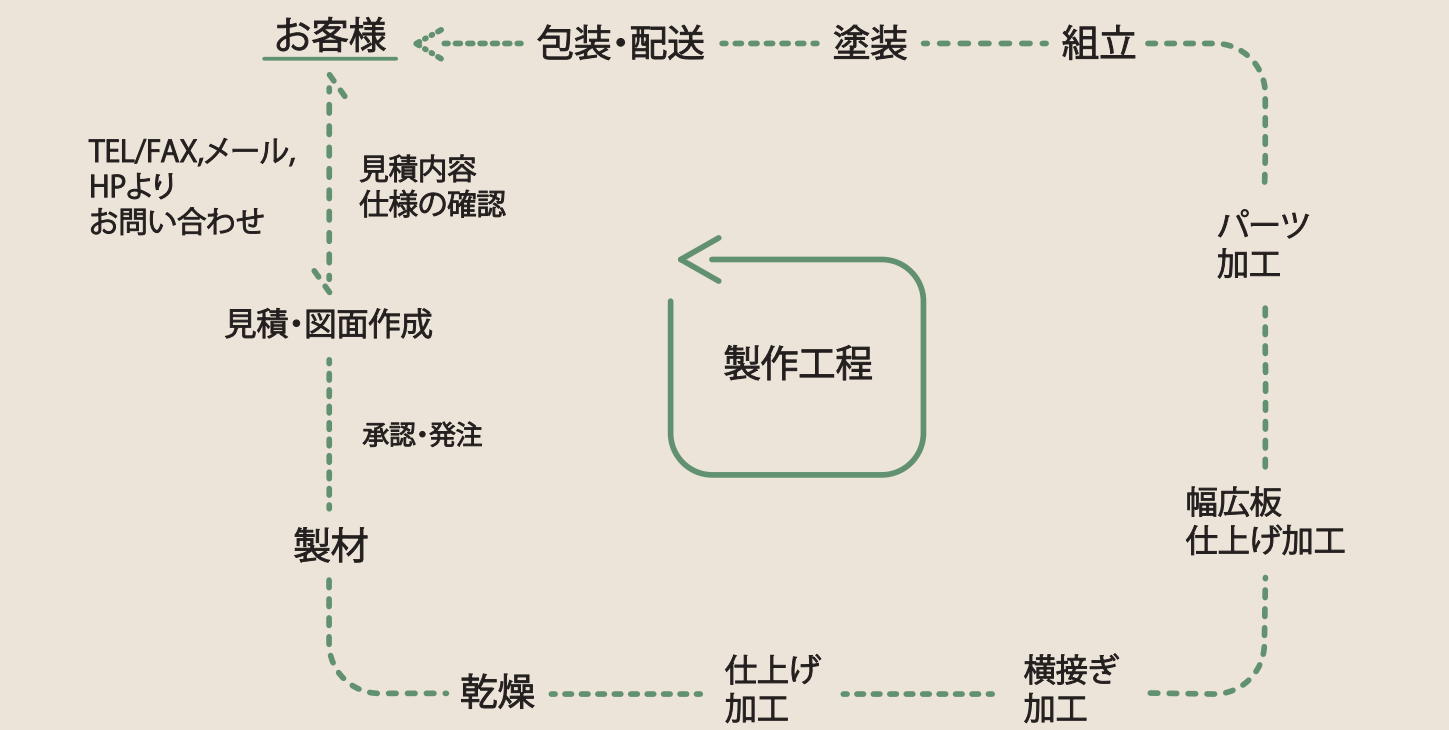 お客様
包装・配送
塗装
組立
TEL/FAX,メール,
HPより
お問い合わせ
見積内容
仕様の確認
パーツ
加工
見積・図面作成
製作工程
承認・発注
幅広板
仕上げ加工
製材
乾燥
仕上げ
加工
横接ぎ
加工